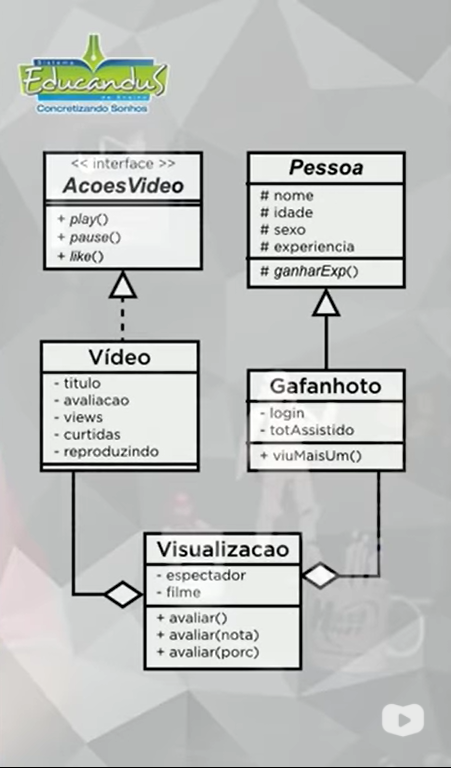 Sistema
EducanduS
de Ensino
Concretizando Sonhos
<< interface >>
AcoesVideo
+ play()
+ pause()
+ like()
Pessoa
# nome
# idade
# sexo
# experiencia
# ganharExp()
Vídeo
- titulo
- avaliacao
- views
- curtidas
- reproduzindo
Gafanhoto
- login
- totAssistido
+ viuMaisUm()
Visualizacao
- espectador
- filme
+ avaliar()
+ avaliar(nota)
+ avaliar(porc)